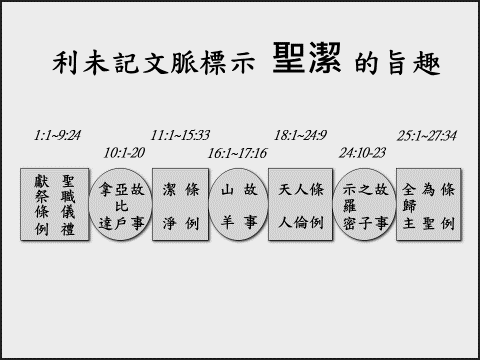 利未記文脈標示 聖潔 的旨趣
1:1~9:24
10:1-20
11:1~15:33
16:1~17:16
18:1~24:9
24:10-23
25:1~27:34
獻祭條例
聖職儀禮
拿達
亞比戶
故事
潔淨
條例
山羊
故事
天人
人倫
條例
示羅密
之子
故事
全歸主
為聖
條例